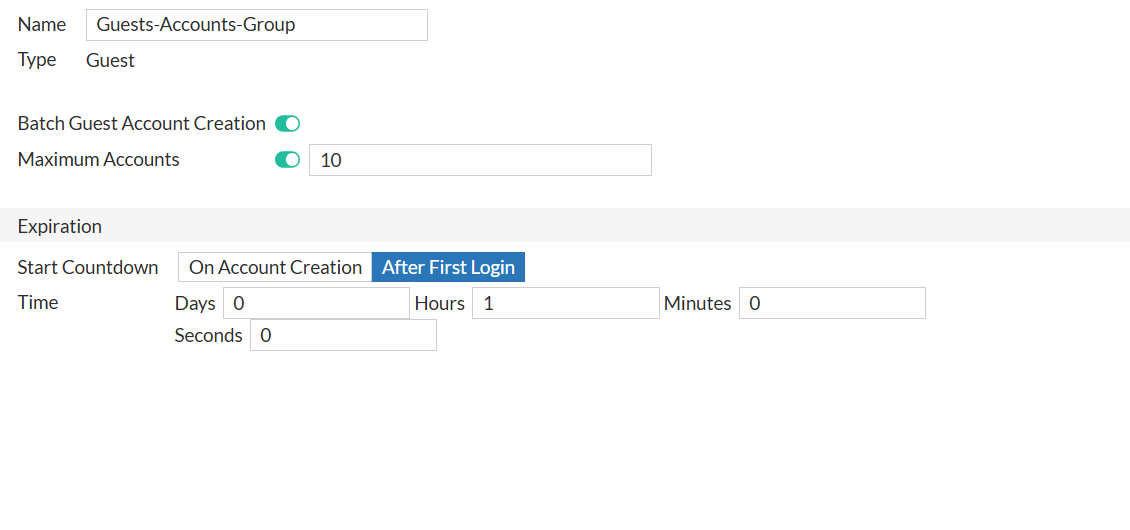 Name Guests-Accounts-Group
Type Guest
Batch Guest Account Creation
Maximum Accounts 10
Expiration
Start Countdown On Account Creation After First Login
Time Days 0 Hours 1 Minutes 0
Seconds 0